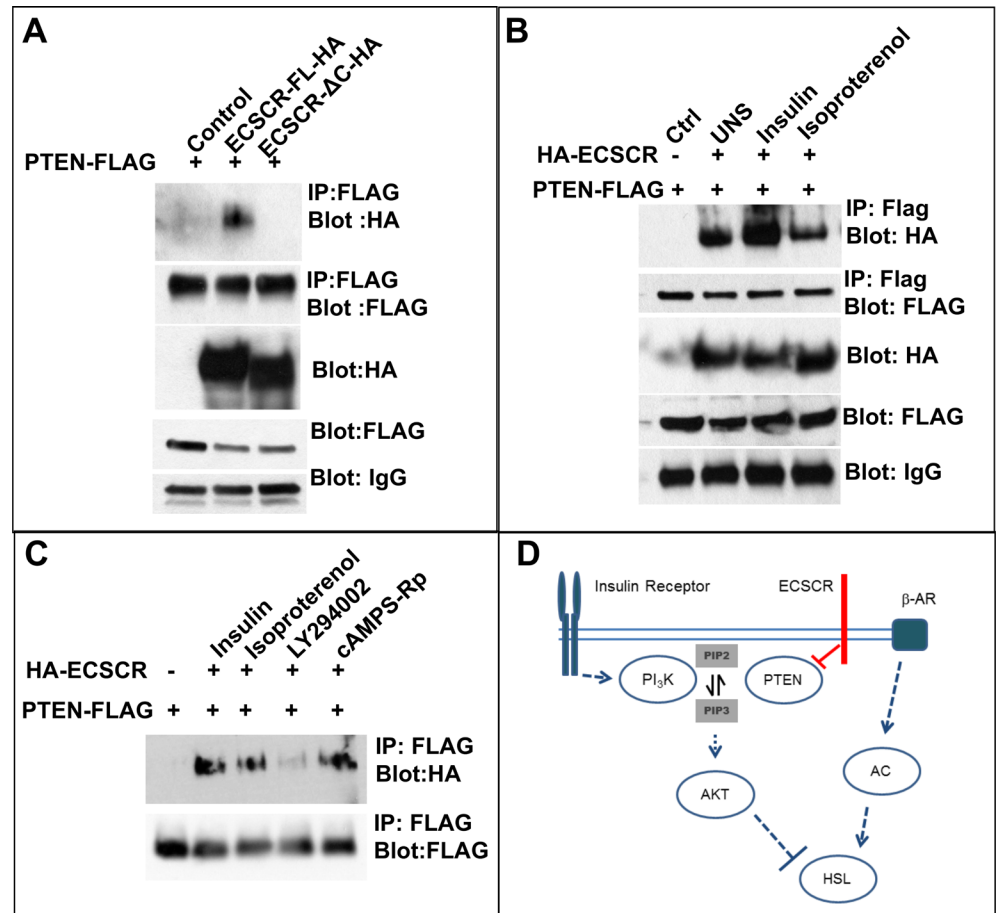 A
Control
ECSCR-FL-HA
ECSCR-ΔC-HA
PTEN-FLAG + + +
IP:FLAG
Blot :HA
IP:FLAG
Blot :FLAG
Blot:HA
Blot:FLAG
Blot: IgG
B
Ctrl
UNS
Insulin
Isoproterenol
HA-ECSCR - + + +
PTEN-FLAG + + + +
IP: Flag
Blot: HA
IP: Flag
Blot: FLAG
Blot: HA
Blot: FLAG
Blot: IgG
C
Insulin
Isoproterenol
LY294002
cAMPS-Rp
HA-ECSCR - + + + +
PTEN-FLAG + + + + +
IP: FLAG
Blot:HA
IP: FLAG
Blot:FLAG
D
Insulin Receptor
ECSCR
β-AR
PI3K
PIP2
PIP3
PTEN
AKT
AC
HSL